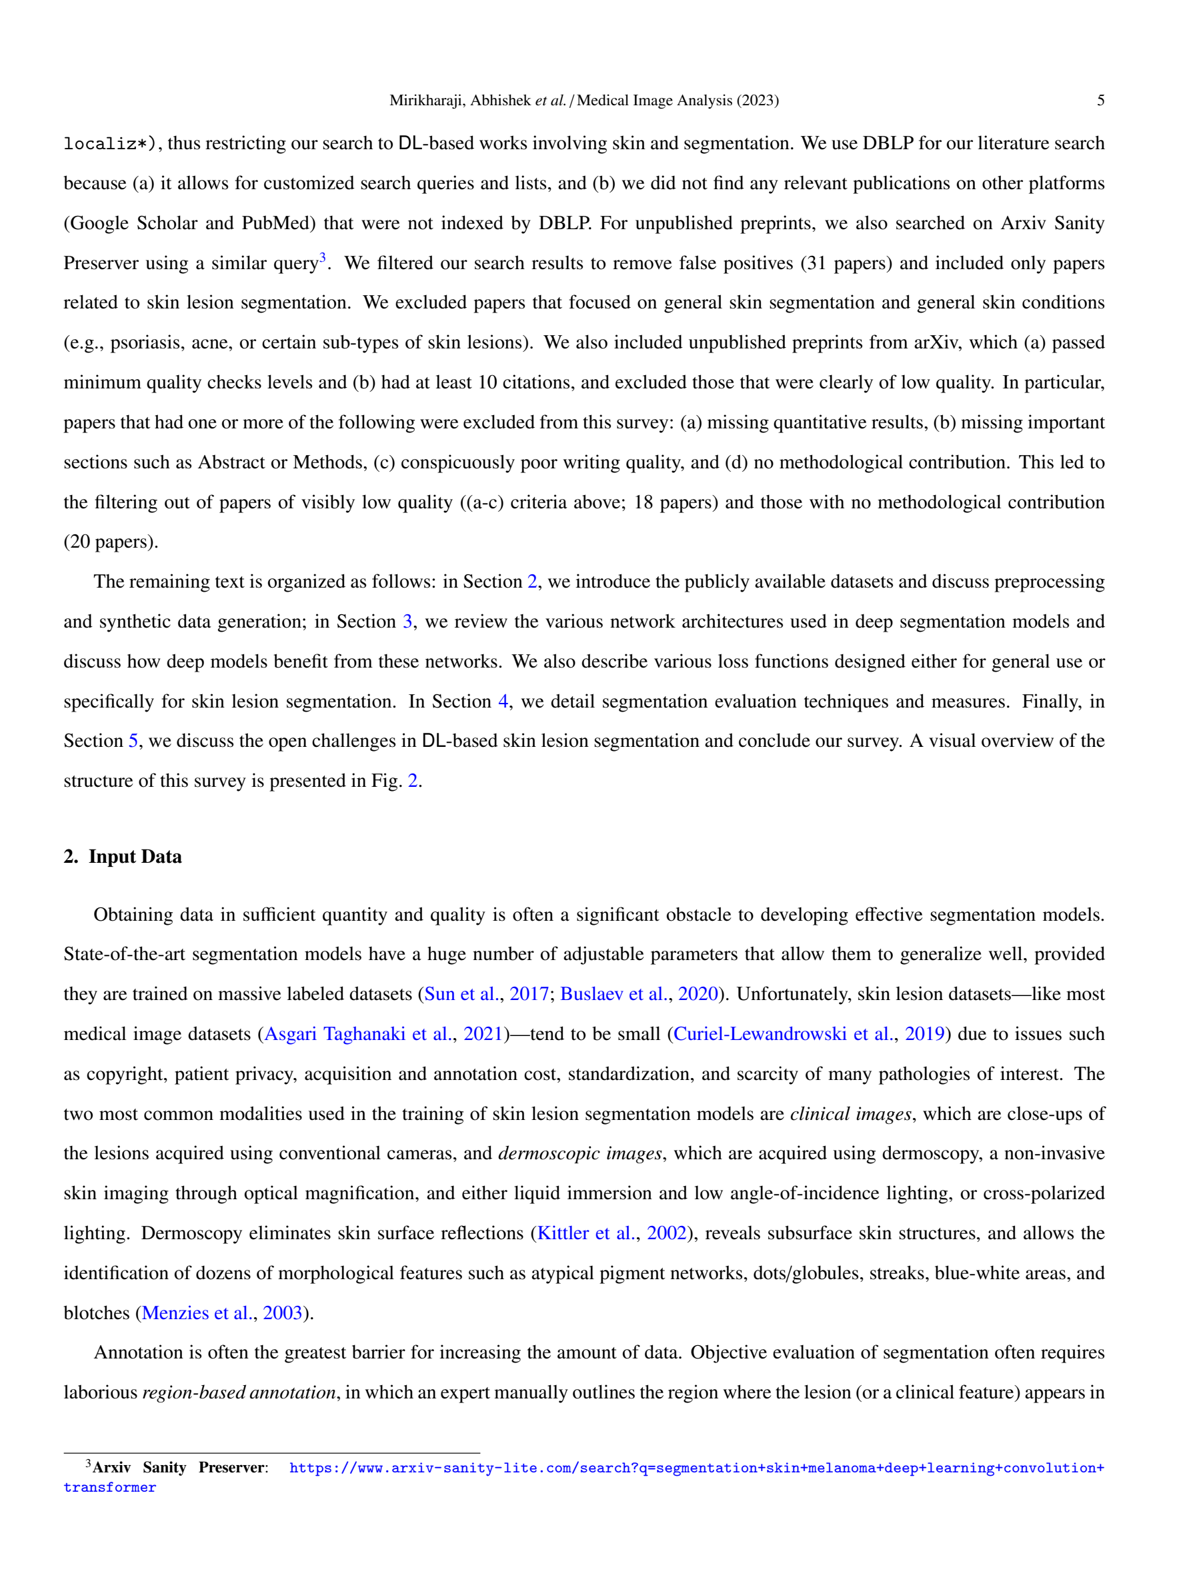 Mirikharaji, Abhishek et al. / Medical Image Analysis (2023) 5
localiz*), thus restricting our search to DL-based works involving skin and segmentation. We use DBLP for our literature search
because (a) it allows for customized search queries and lists, and (b) we did not find any relevant publications on other platforms
(Google Scholar and PubMed) that were not indexed by DBLP. For unpublished preprints, we also searched on Arxiv Sanity
Preserver using a similar query3. We filtered our search results to remove false positives (31 papers) and included only papers
related to skin lesion segmentation. We excluded papers that focused on general skin segmentation and general skin conditions
(e.g., psoriasis, acne, or certain sub-types of skin lesions). We also included unpublished preprints from arXiv, which (a) passed
minimum quality checks levels and (b) had at least 10 citations, and excluded those that were clearly of low quality. In particular,
papers that had one or more of the following were excluded from this survey: (a) missing quantitative results, (b) missing important
sections such as Abstract or Methods, (c) conspicuously poor writing quality, and (d) no methodological contribution. This led to
the filtering out of papers of visibly low quality ((a-c) criteria above; 18 papers) and those with no methodological contribution
(20 papers).
The remaining text is organized as follows: in Section 2, we introduce the publicly available datasets and discuss preprocessing
and synthetic data generation; in Section 3, we review the various network architectures used in deep segmentation models and
discuss how deep models benefit from these networks. We also describe various loss functions designed either for general use or
specifically for skin lesion segmentation. In Section 4, we detail segmentation evaluation techniques and measures. Finally, in
Section 5, we discuss the open challenges in DL-based skin lesion segmentation and conclude our survey. A visual overview of the
structure of this survey is presented in Fig. 2.
2. Input Data
Obtaining data in sufficient quantity and quality is often a significant obstacle to developing effective segmentation models.
State-of-the-art segmentation models have a huge number of adjustable parameters that allow them to generalize well, provided
they are trained on massive labeled datasets (Sun et al., 2017; Buslaev et al., 2020). Unfortunately, skin lesion datasets—like most
medical image datasets (Asgari Taghanaki et al., 2021)—tend to be small (Curiel-Lewandrowski et al., 2019) due to issues such
as copyright, patient privacy, acquisition and annotation cost, standardization, and scarcity of many pathologies of interest. The
two most common modalities used in the training of skin lesion segmentation models are clinical images, which are close-ups of
the lesions acquired using conventional cameras, and dermoscopic images, which are acquired using dermoscopy, a non-invasive
skin imaging through optical magnification, and either liquid immersion and low angle-of-incidence lighting, or cross-polarized
lighting. Dermoscopy eliminates skin surface reflections (Kittler et al., 2002), reveals subsurface skin structures, and allows the
identification of dozens of morphological features such as atypical pigment networks, dots/globules, streaks, blue-white areas, and
blotches (Menzies et al., 2003).
Annotation is often the greatest barrier for increasing the amount of data. Objective evaluation of segmentation often requires
laborious region-based annotation, in which an expert manually outlines the region where the lesion (or a clinical feature) appears in
3Arxiv Sanity Preserver: https://www.arxiv-sanity-lite.com/search?q=segmentation+skin+melanoma+deep+learning+convolution+
transformer